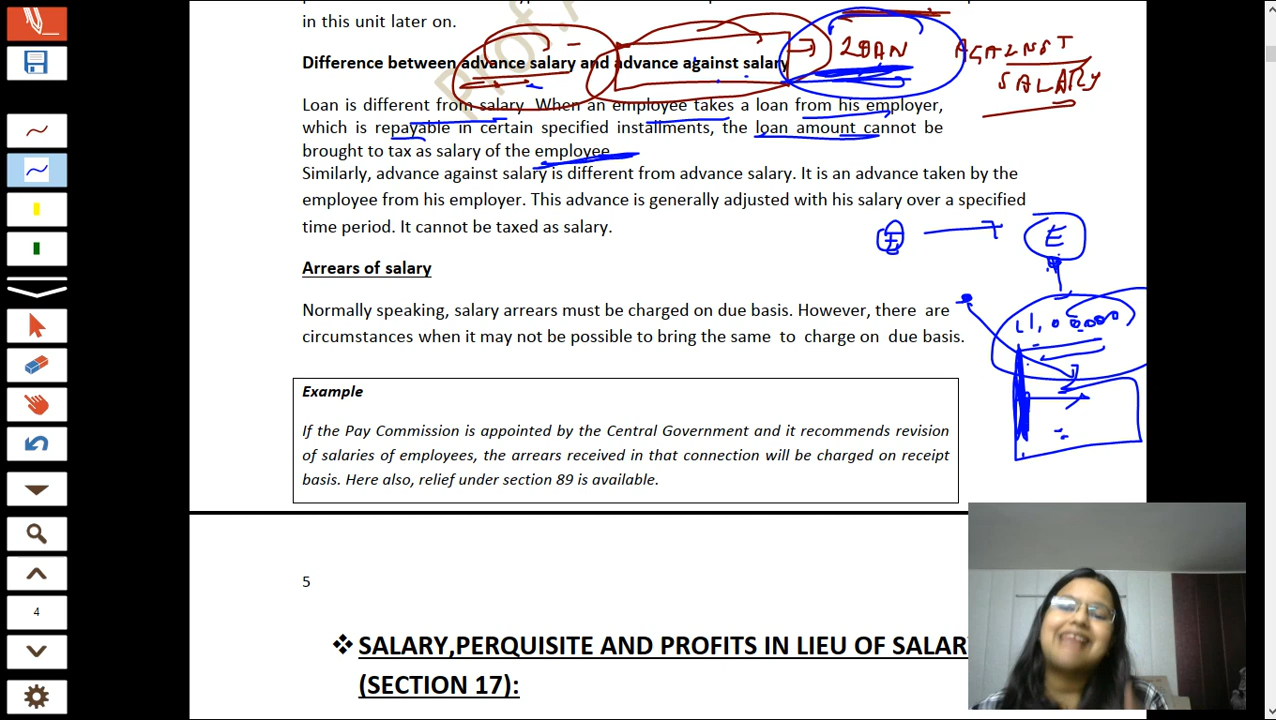 in this unit later on.
Difference between advance salary and advance against salary
LOAN
AGAINST
SALARY
Loan is different from salary. When an employee takes a loan from his employer,
which is repayable in certain specified installments, the loan amount cannot be
brought to tax as salary of the employee.
Similarly, advance against salary is different from advance salary. It is an advance taken by the
employee from his employer. This advance is generally adjusted with his salary over a specified
time period. It cannot be taxed as salary.
E
E
Arrears of salary
Normally speaking, salary arrears must be charged on due basis. However, there are
circumstances when it may not be possible to bring the same to charge on due basis.
Example
If the Pay Commission is appointed by the Central Government and it recommends revision
of salaries of employees, the arrears received in that connection will be charged on receipt
basis. Here also, relief under section 89 is available.
5
❖ SALARY,PERQUISITE AND PROFITS IN LIEU OF SALARY
(SECTION 17):
4